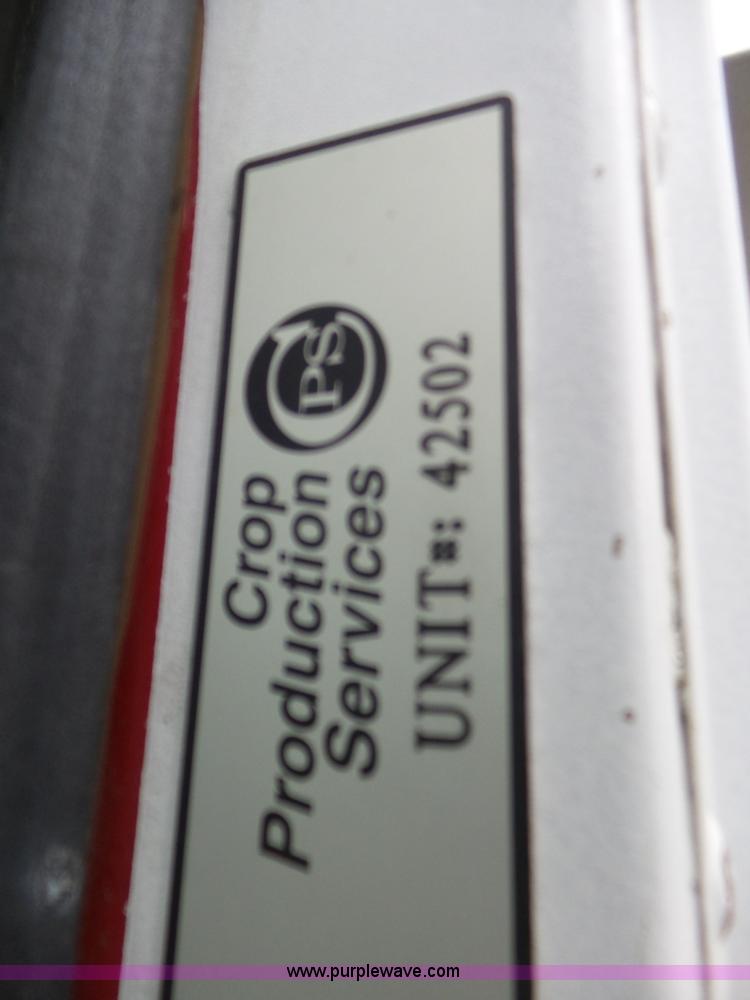 CPS
Crop
Production
Services
UNIT#: 42502
www.purplewave.com